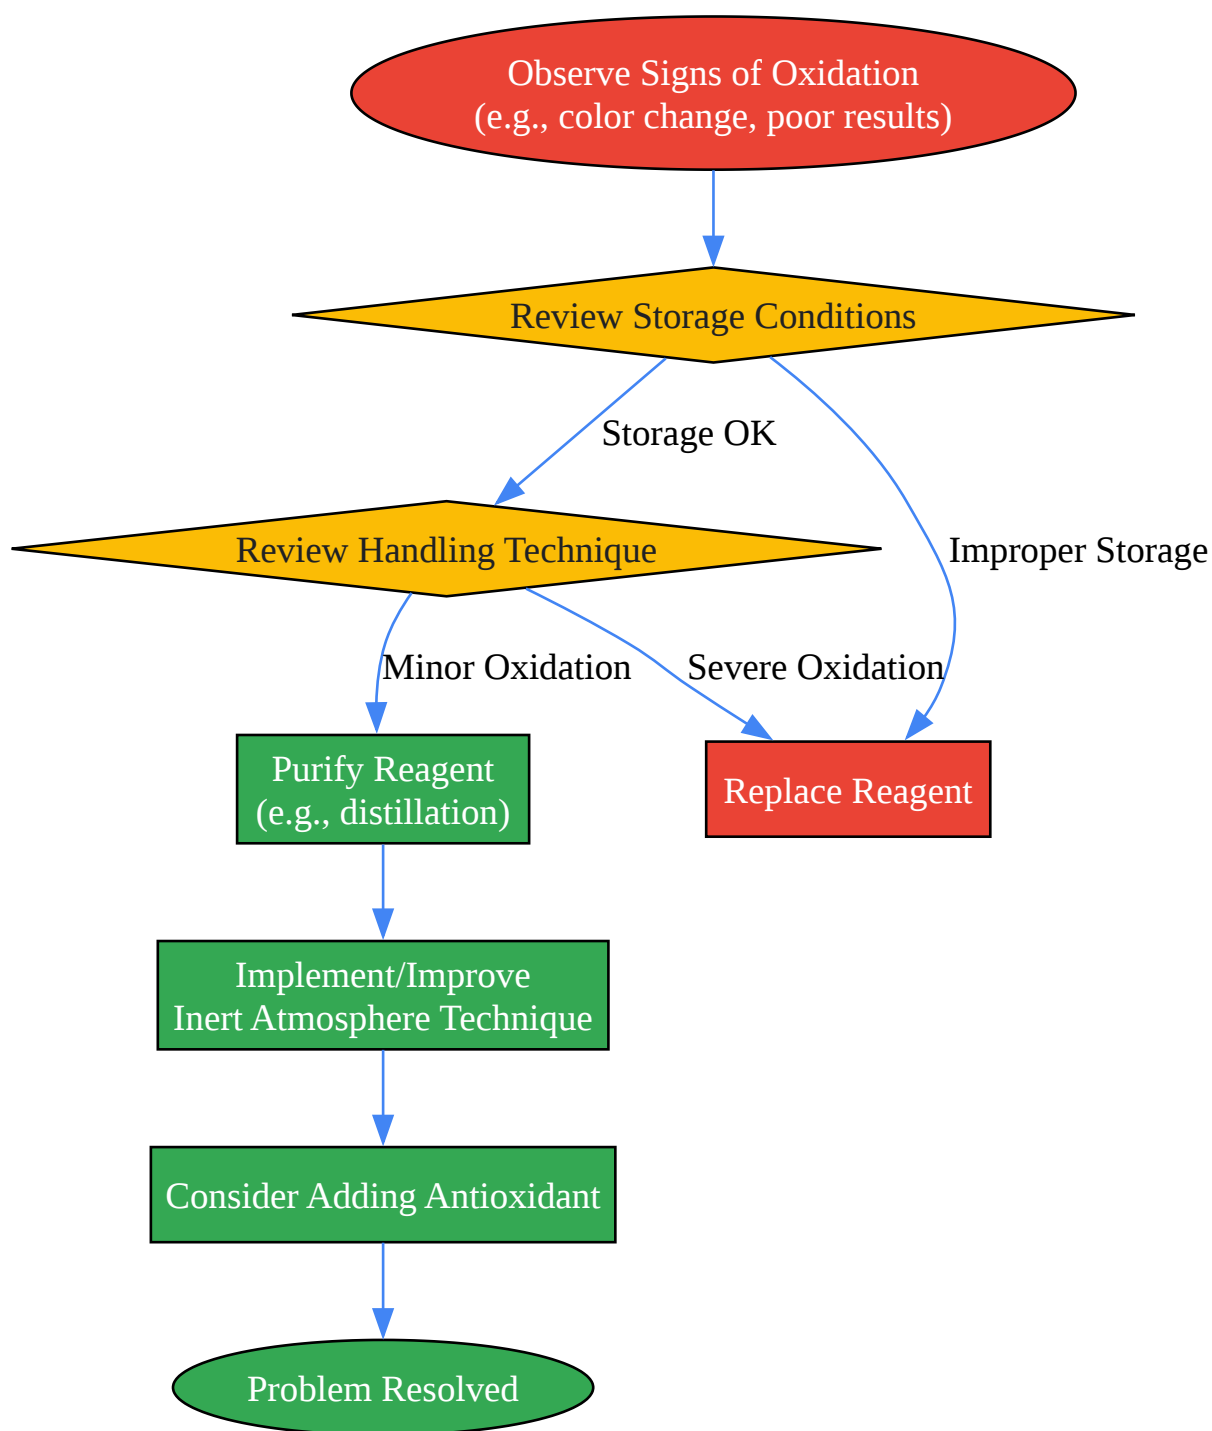 Observe Signs of Oxidation
(e.g., color change, poor results)
Review Storage Conditions
Storage OK
Review Handling Technique
Improper Storage
Minor Oxidation
Severe Oxidation
Purify Reagent
(e.g., distillation)
Replace Reagent
Implement/Improve
Inert Atmosphere Technique
Consider Adding Antioxidant
Problem Resolved